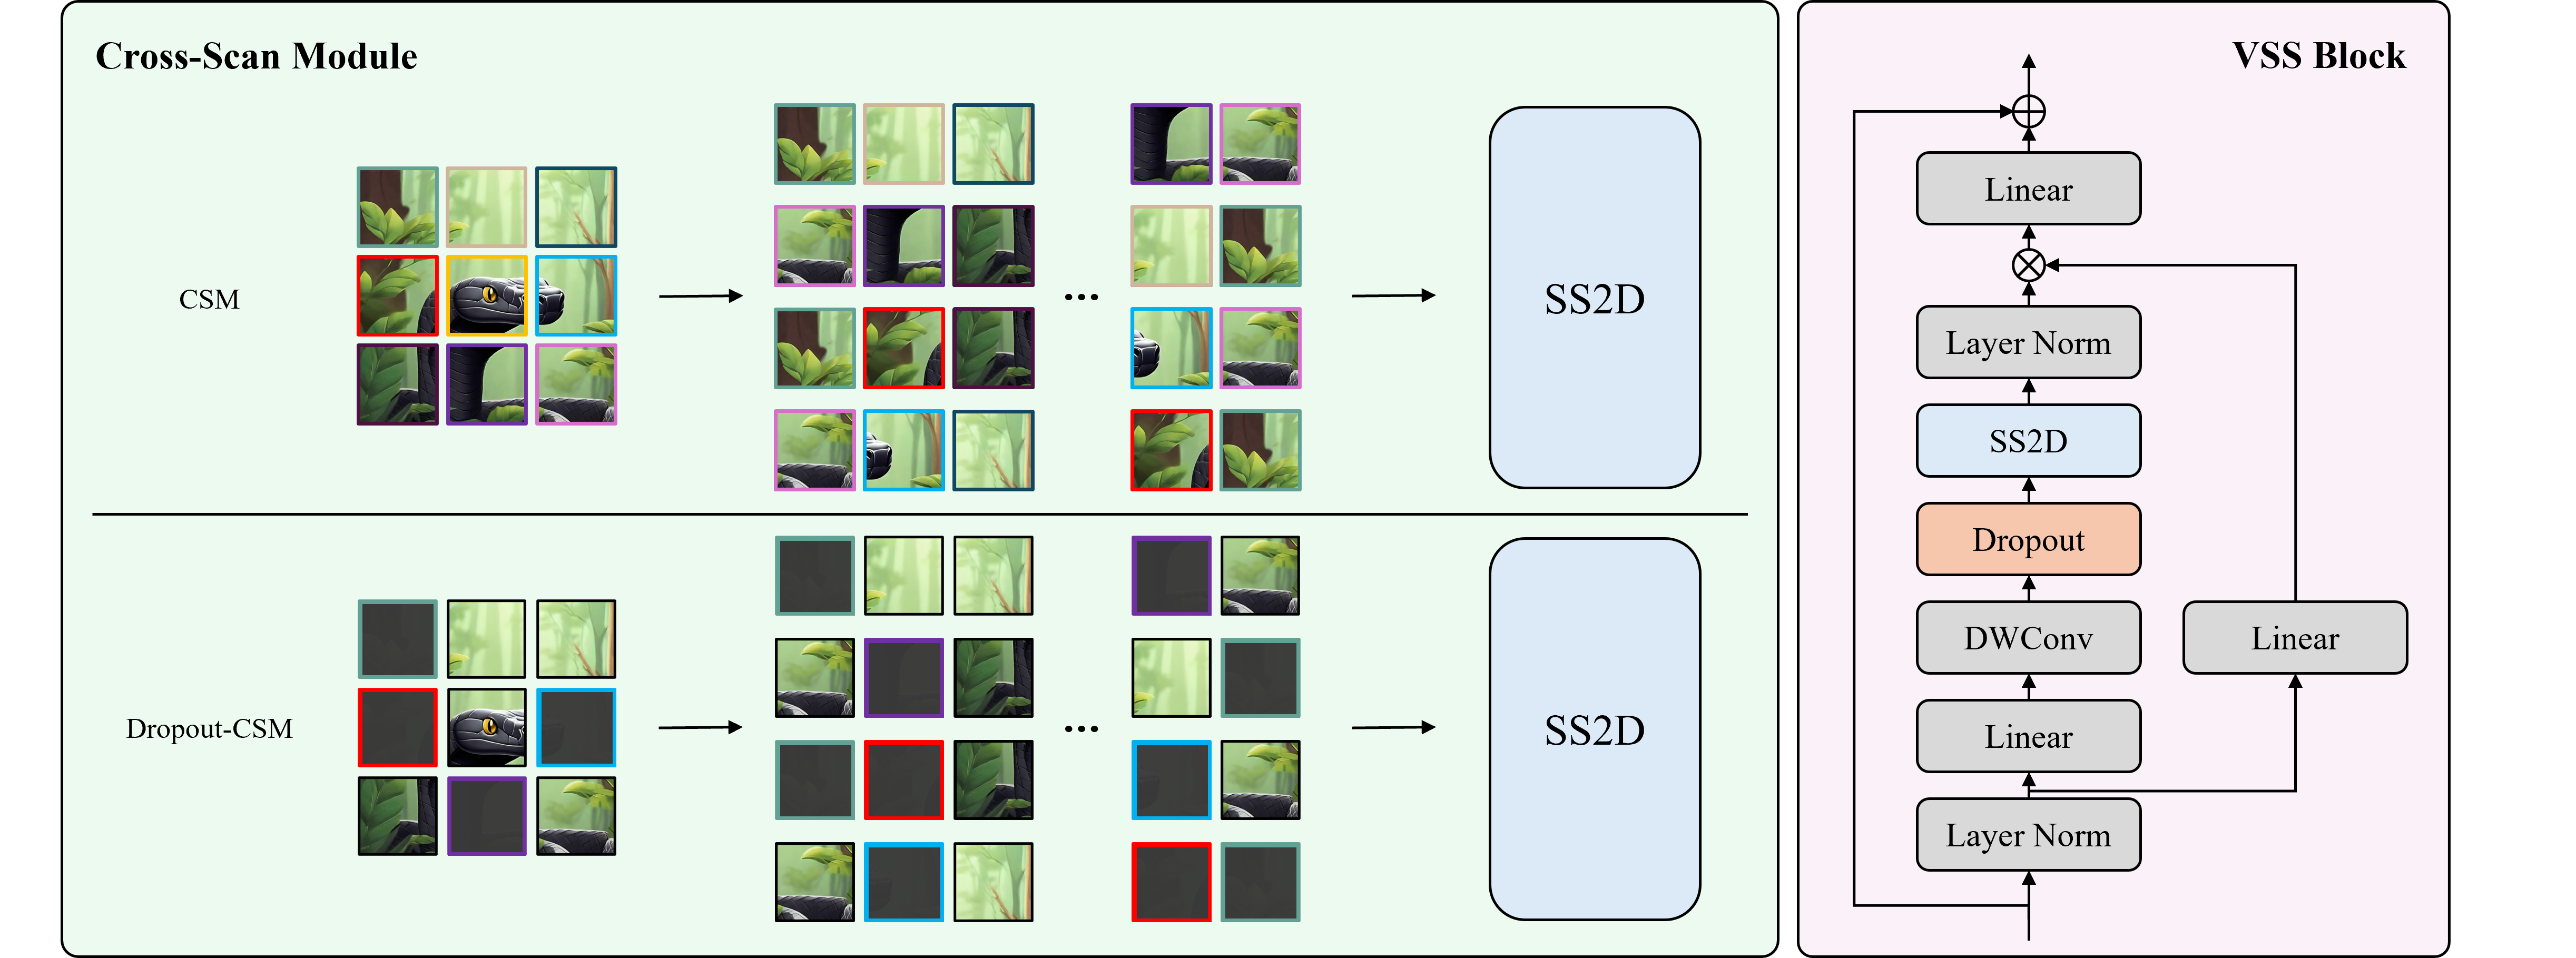 Cross-Scan Module
CSM
...
SS2D
Dropout-CSM
...
SS2D
VSS Block
Linear
Layer Norm
SS2D
Dropout
DWConv
Linear
Linear
Layer Norm